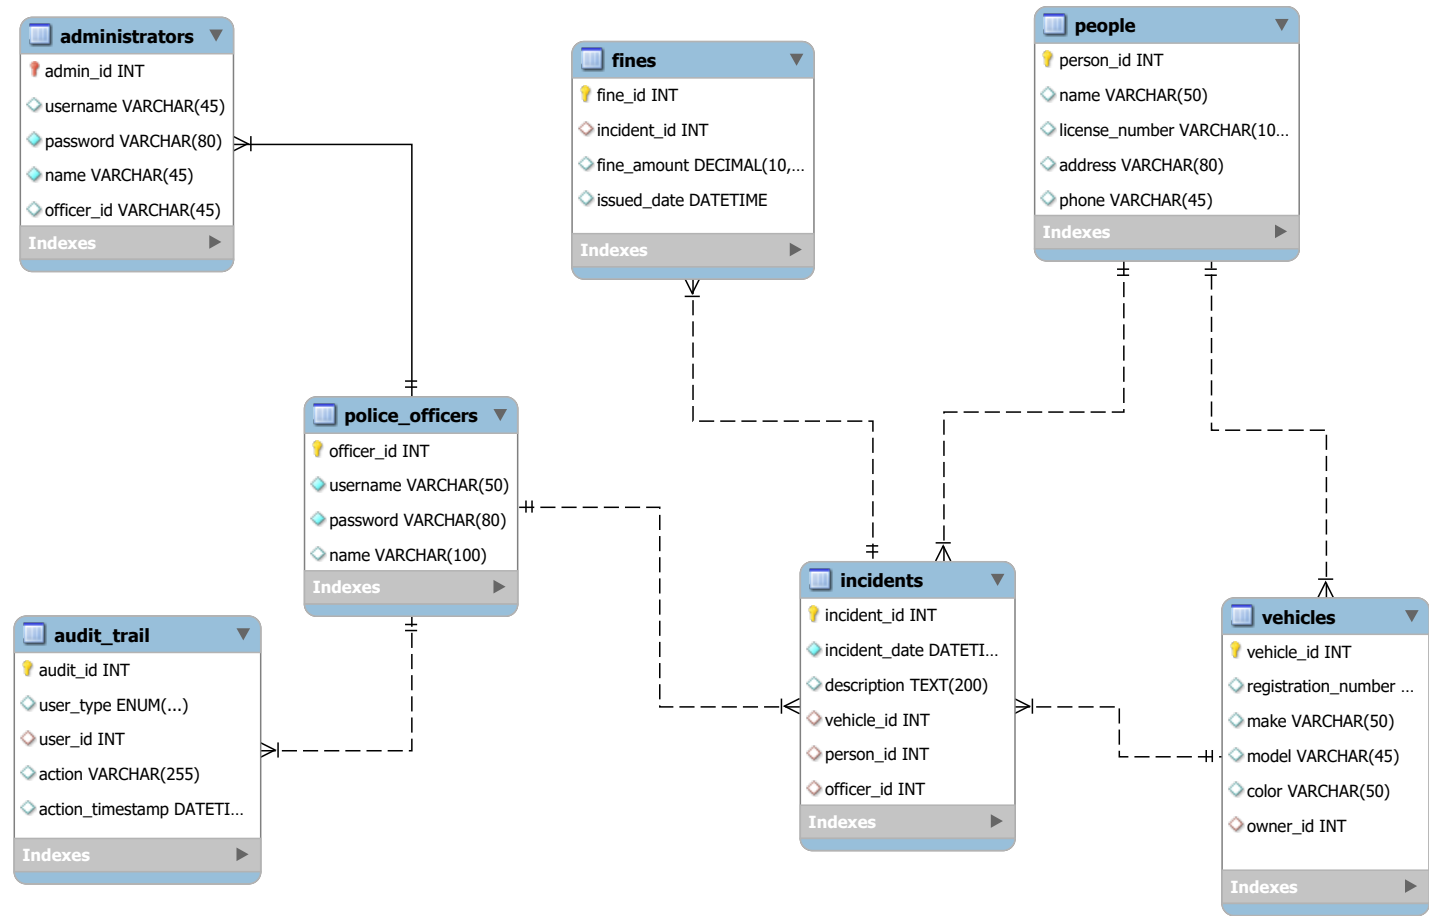 administrators
admin_id INT
username VARCHAR(45)
password VARCHAR(80)
name VARCHAR(45)
officer_id VARCHAR(45)
Indexes
fines
fine_id INT
incident_id INT
fine_amount DECIMAL(10,...
issued_date DATETIME
Indexes
people
person_id INT
name VARCHAR(50)
license_number VARCHAR(10...
address VARCHAR(80)
phone VARCHAR(45)
Indexes
police_officers
officer_id INT
username VARCHAR(50)
password VARCHAR(80)
name VARCHAR(100)
Indexes
audit_trail
audit_id INT
user_type ENUM(...)
user_id INT
action VARCHAR(255)
action_timestamp DATETI...
Indexes
incidents
incident_id INT
incident_date DATETI...
description TEXT(200)
vehicle_id INT
person_id INT
officer_id INT
Indexes
vehicles
vehicle_id INT
registration_number ...
make VARCHAR(50)
model VARCHAR(45)
color VARCHAR(50)
owner_id INT
Indexes